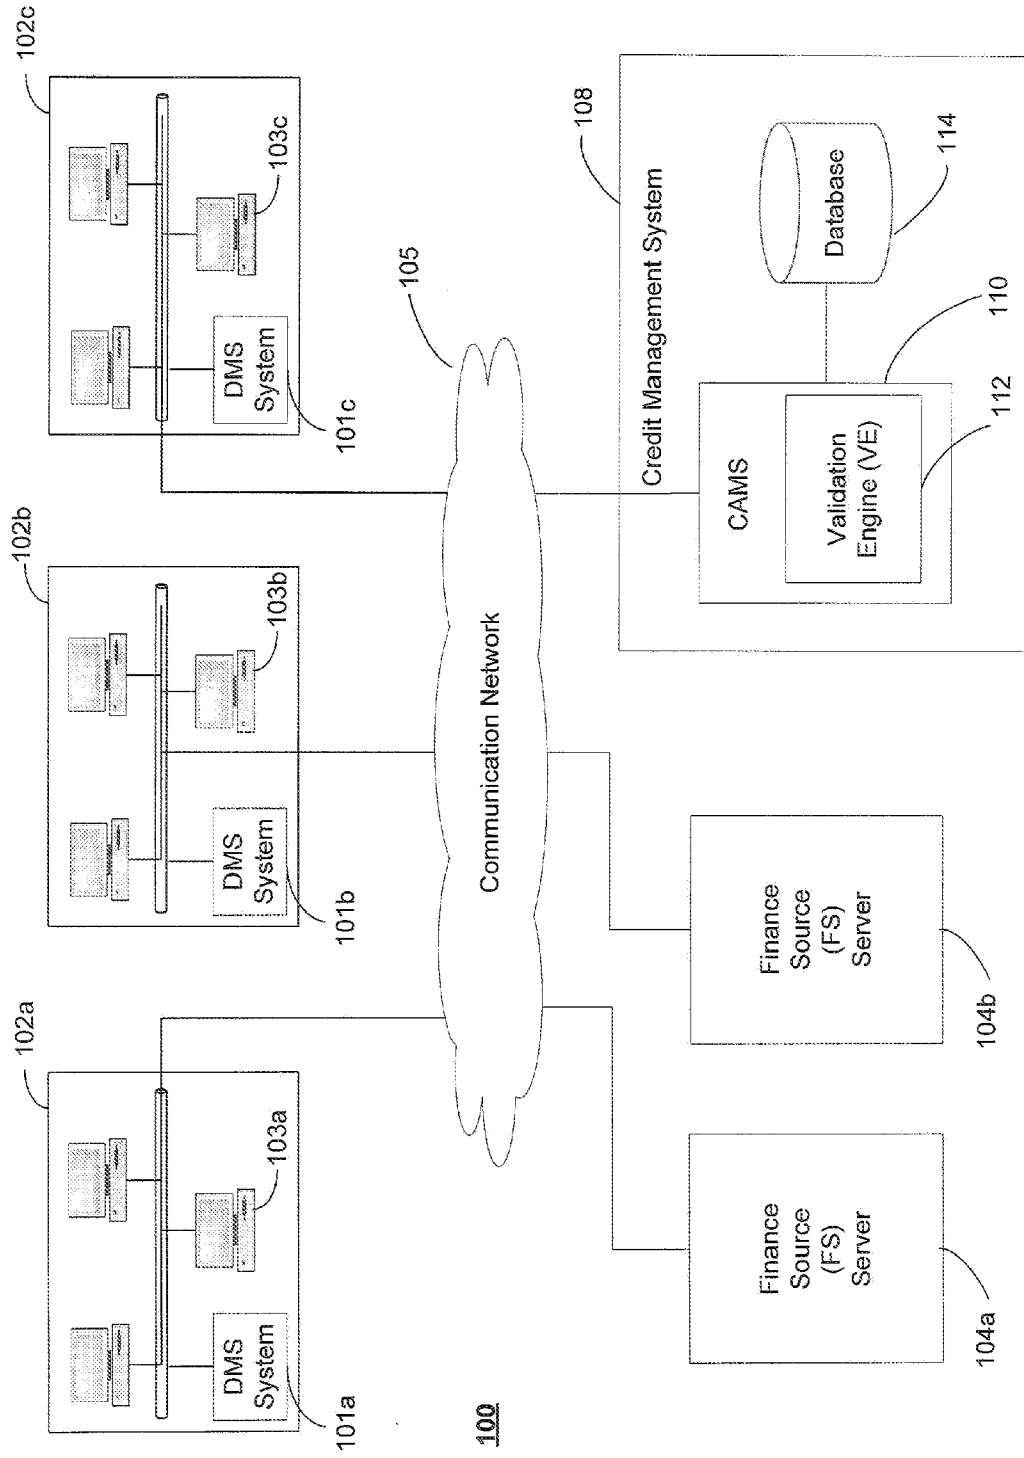 102a
102b
102c
103a
103b
103c
DMS
System
DMS
System
DMS
System
101a
101b
101c
105
100
Communication Network
108
Credit Management System
CAMS
Validation
Engine (VE)
Database
114
110
112
Finance
Source
(FS)
Server
Finance
Source
(FS)
Server
104a
104b